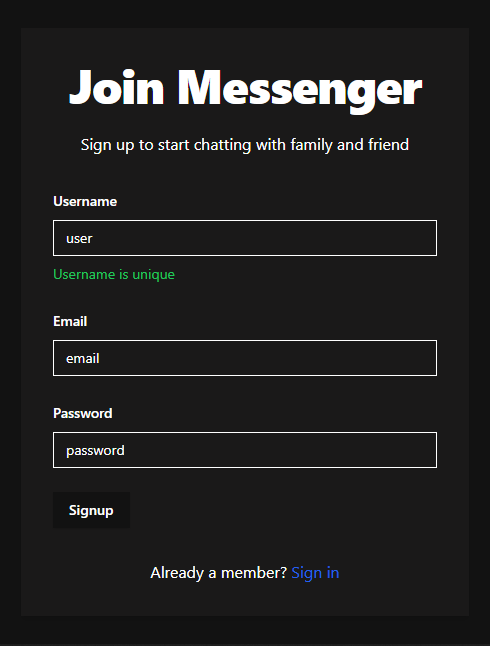 Join Messenger
Sign up to start chatting with family and friend
Username
user
Username is unique
Email
email
Password
password
Signup
Already a member? Sign in